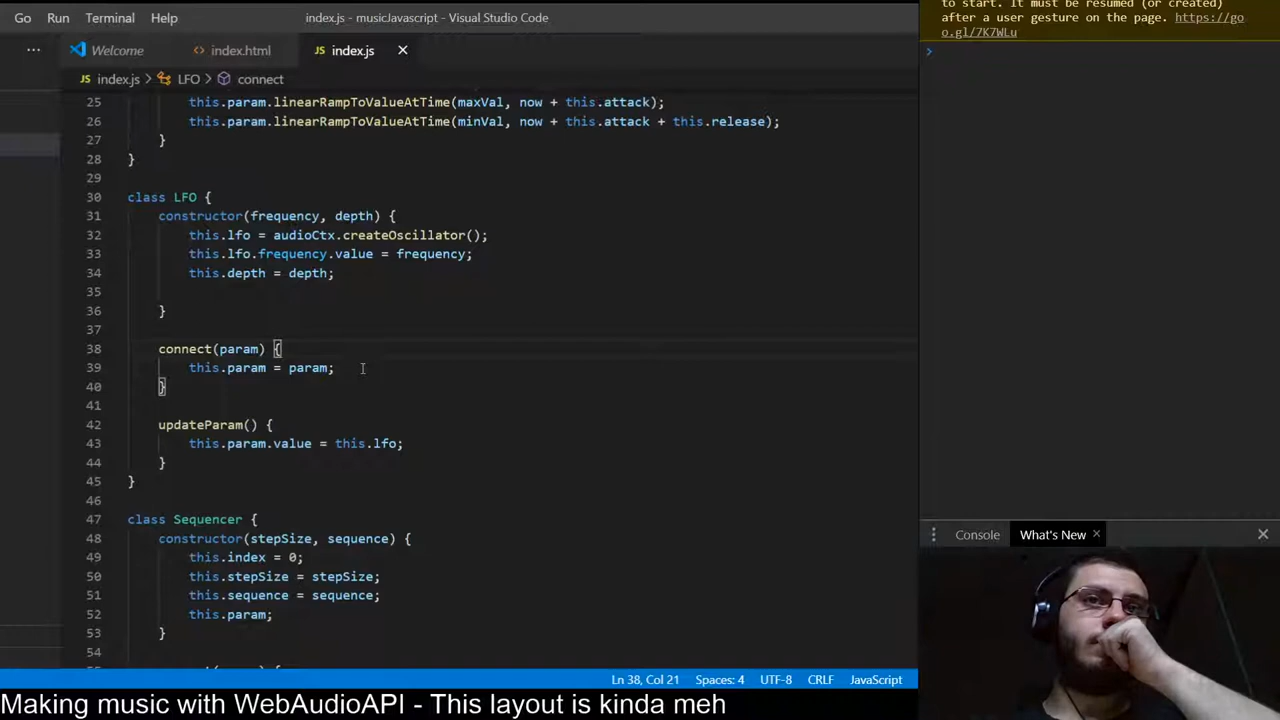 Go Run Terminal Help index.js - musicJavascript - Visual Studio Code
Welcome index.html JS index.js
JS index.js > LFO > connect
25 this.param.linearRampToValueAtTime(maxVal, now + this.attack);
26 this.param.linearRampToValueAtTime(minVal, now + this.attack + this.release);
27 }
28 }
29
30 class LFO {
31 constructor(frequency, depth) {
32 this.lfo = audioCtx.createOscillator();
33 this.lfo.frequency.value = frequency;
34 this.depth = depth;
35
36 }
37
38 connect(param) {
39 this.param = param;
40 }
41
42 updateParam() {
43 this.param.value = this.lfo;
44 }
45 }
46
47 class Sequencer {
48 constructor(stepSize, sequence) {
49 this.index = 0;
50 this.stepSize = stepSize;
51 this.sequence = sequence;
52 this.param;
53 }
54
Ln 38, Col 21 Spaces: 4 UTF-8 CRLF JavaScript
to start. It must be resumed (or created)
after a user gesture on the page. https://go
o.gl/7K7WLu
>
Console What's New
Making music with WebAudioAPI - This layout is kinda meh